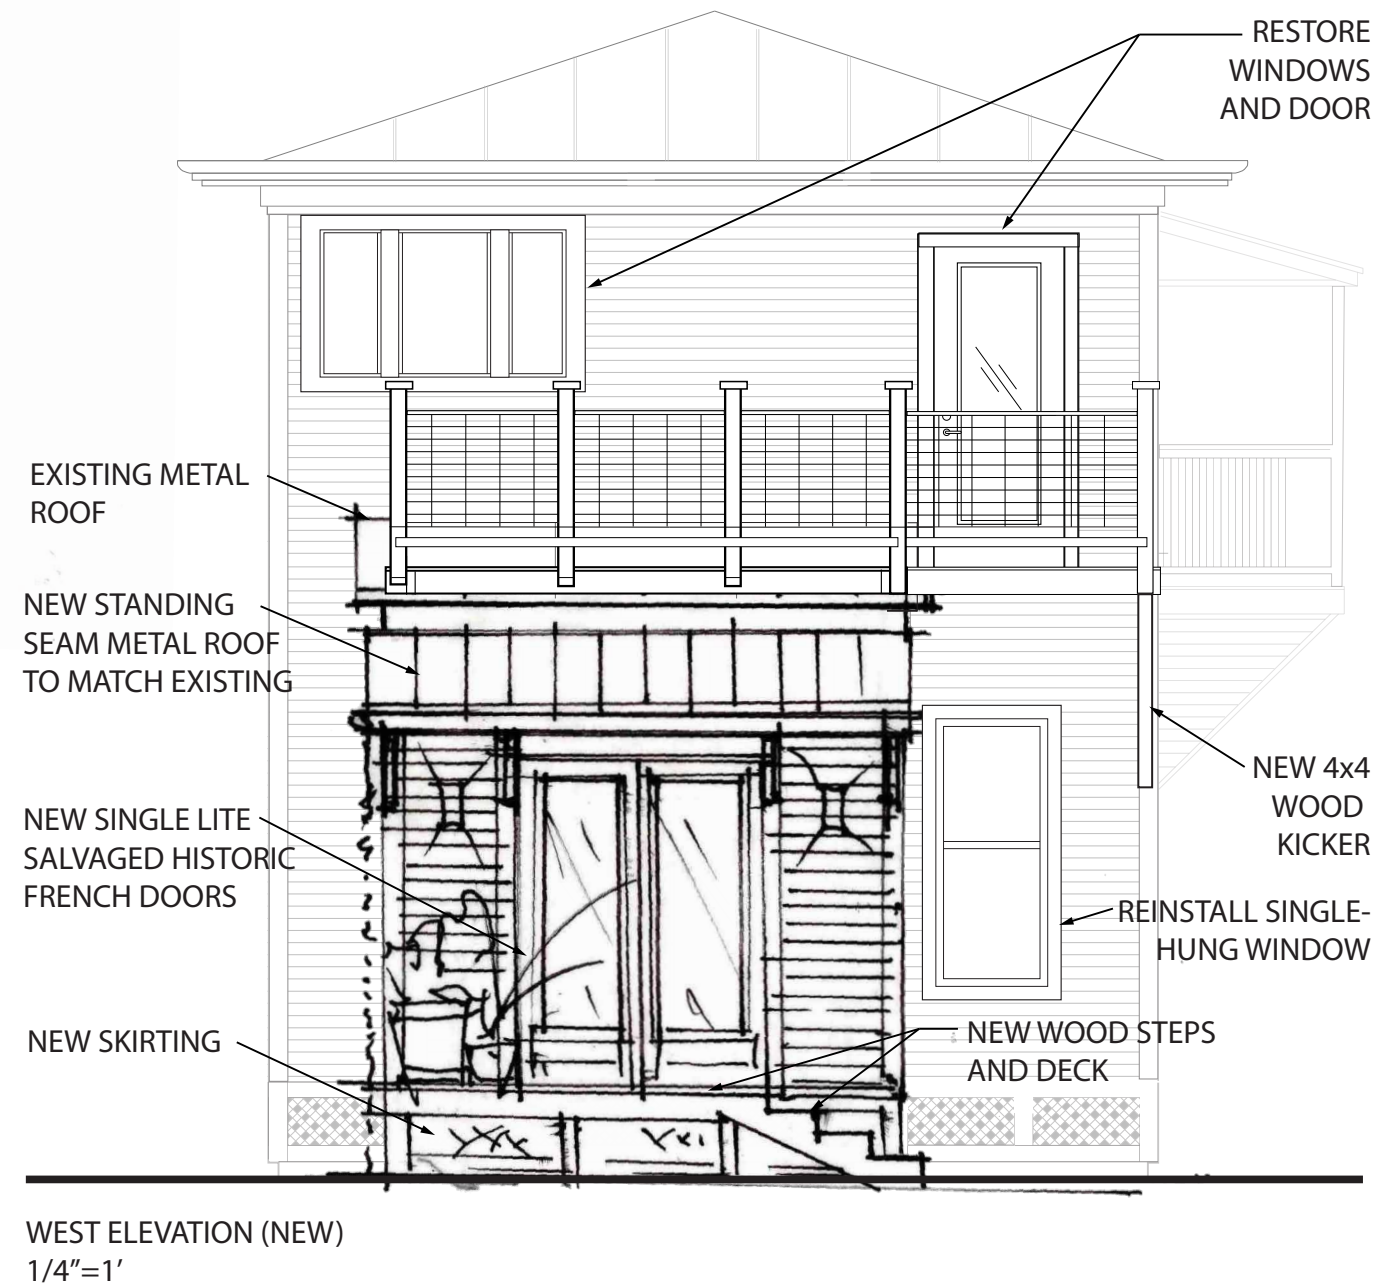 RESTORE
WINDOWS
AND DOOR
EXISTING METAL
ROOF
NEW STANDING
SEAM METAL ROOF
TO MATCH EXISTING
NEW 4x4
WOOD
KICKER
NEW SINGLE LITE
SALVAGED HISTORIC
FRENCH DOORS
REINSTALL SINGLE-
HUNG WINDOW
NEW SKIRTING
NEW WOOD STEPS
AND DECK
WEST ELEVATION (NEW)
1/4”=1’